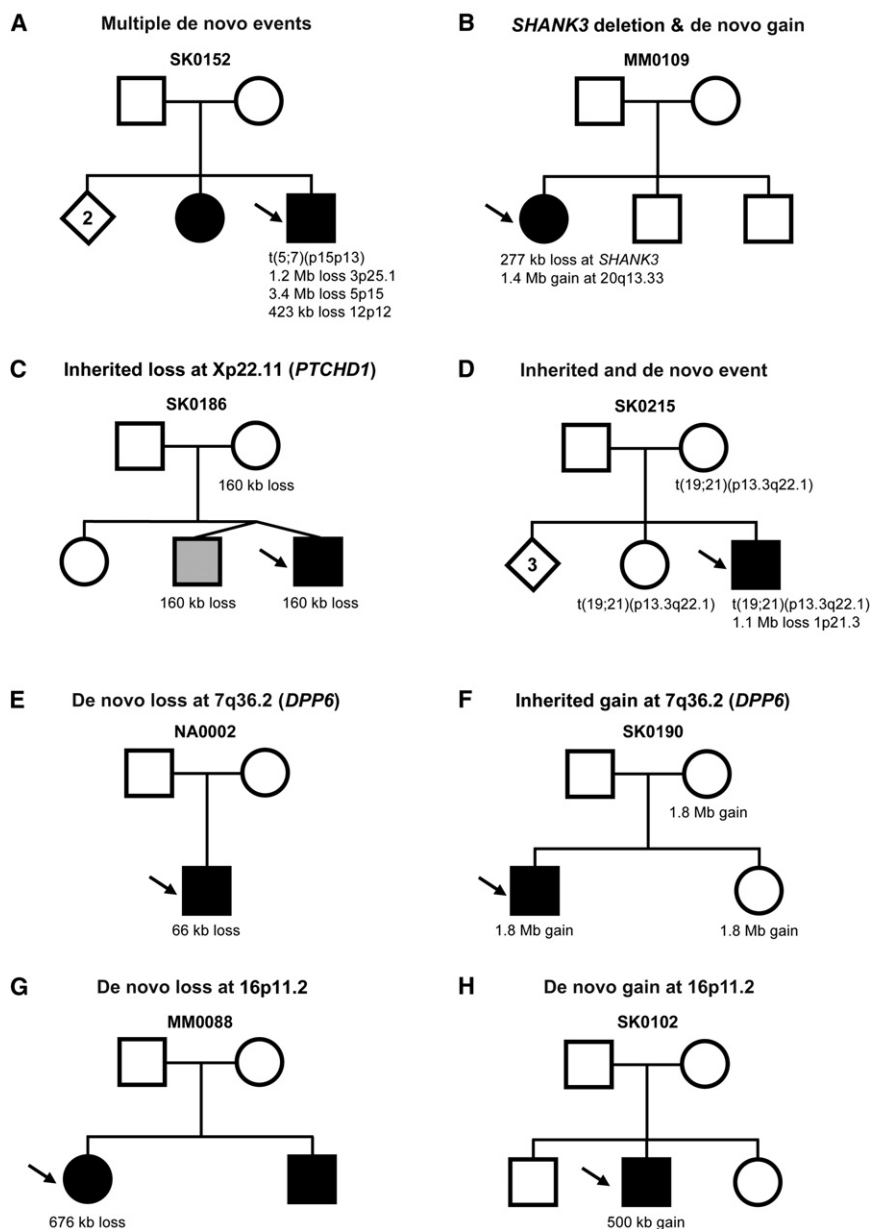 A Multiple de novo events
SK0152
2
t(5;7)(p15p13)
1.2 Mb loss 3p25.1
3.4 Mb loss 5p15
423 kb loss 12p12
B SHANK3 deletion & de novo gain
MM0109
277 kb loss at SHANK3
1.4 Mb gain at 20q13.33
C Inherited loss at Xp22.11 (PTCHD1)
SK0186
160 kb loss
160 kb loss
160 kb loss
D Inherited and de novo event
SK0215
t(19;21)(p13.3q22.1)
3
t(19;21)(p13.3q22.1)
t(19;21)(p13.3q22.1)
1.1 Mb loss 1p21.3
E De novo loss at 7q36.2 (DPP6)
NA0002
66 kb loss
F Inherited gain at 7q36.2 (DPP6)
SK0190
1.8 Mb gain
1.8 Mb gain
1.8 Mb gain
G De novo loss at 16p11.2
MM0088
676 kb loss
H De novo gain at 16p11.2
SK0102
500 kb gain